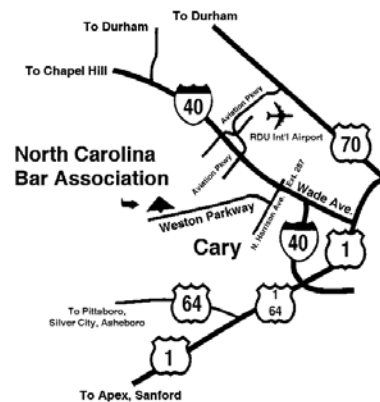 To Durham
To Durham
To Chapel Hill
40
Aviation Pkwy
RDU Int'l Airport
70
North Carolina
Bar Association
Aviation Pkwy
N. Harrison Ave.
Ext. 287
Wade Ave.
Weston Parkway
Cary
40
1
To Pittsboro,
Silver City, Asheboro
64
1
64
1
To Apex, Sanford